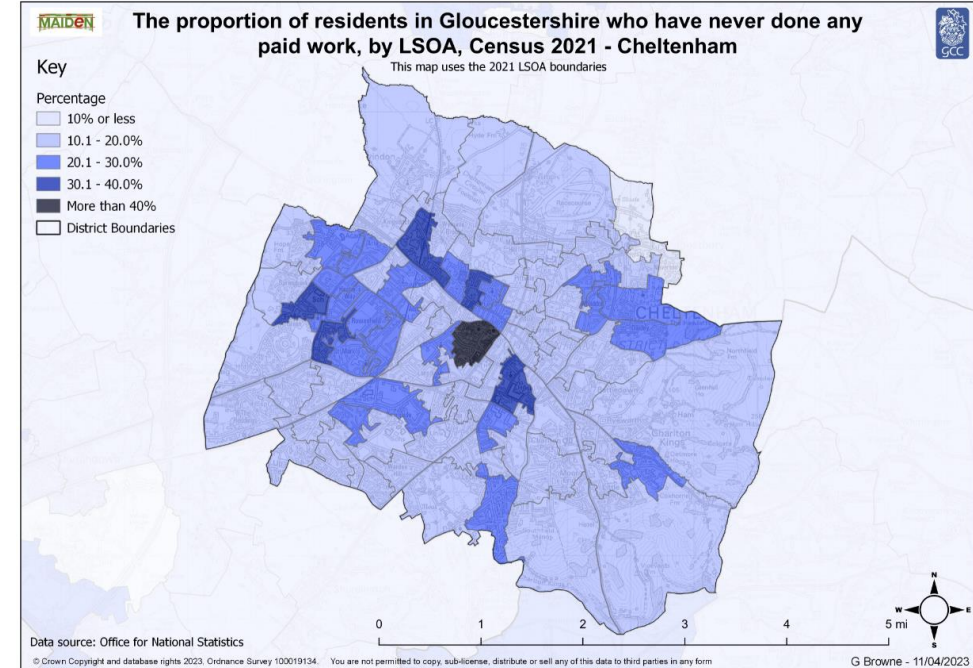 MAIDEN
The proportion of residents in Gloucestershire who have never done any
paid work, by LSOA, Census 2021 - Cheltenham
This map uses the 2021 LSOA boundaries
GCC
Key
Percentage
10% or less
10.1 - 20.0%
20.1 - 30.0%
30.1 - 40.0%
More than 40%
District Boundaries
CHELTE
STRICT
Charlton
Kings
N
W E
S
0 1 2 3 4 5 mi
Data source: Office for National Statistics
© Crown Copyright and database rights 2023, Ordnance Survey 100019134. You are not permitted to copy, sub-license, distribute or sell any of this data to third parties in any form
G Browne - 11/04/2023